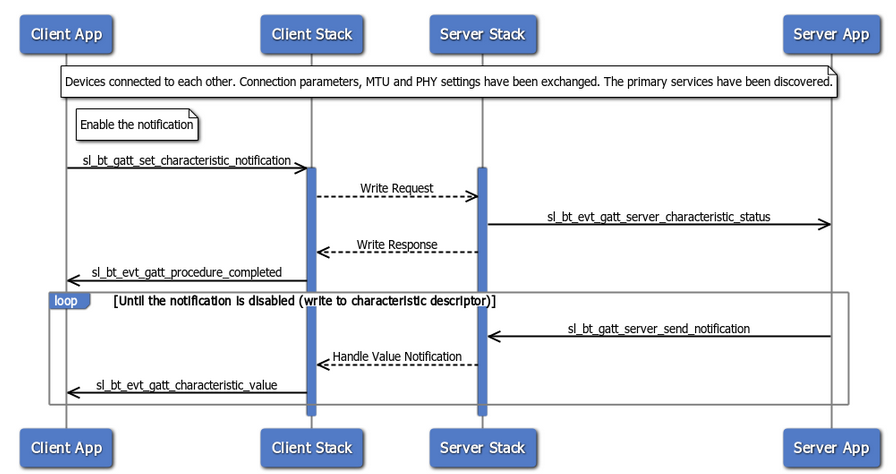 Client App
Client Stack
Server Stack
Server App
Devices connected to each other. Connection parameters, MTU and PHY settings have been exchanged. The primary services have been discovered.
Enable the notification
sl_bt_gatt_set_characteristic_notification
Write Request
sl_bt_evt_gatt_server_characteristic_status
Write Response
sl_bt_evt_gatt_procedure_completed
loop
[Until the notification is disabled (write to characteristic descriptor)]
sl_bt_gatt_server_send_notification
Handle Value Notification
sl_bt_evt_gatt_characteristic_value
Client App
Client Stack
Server Stack
Server App